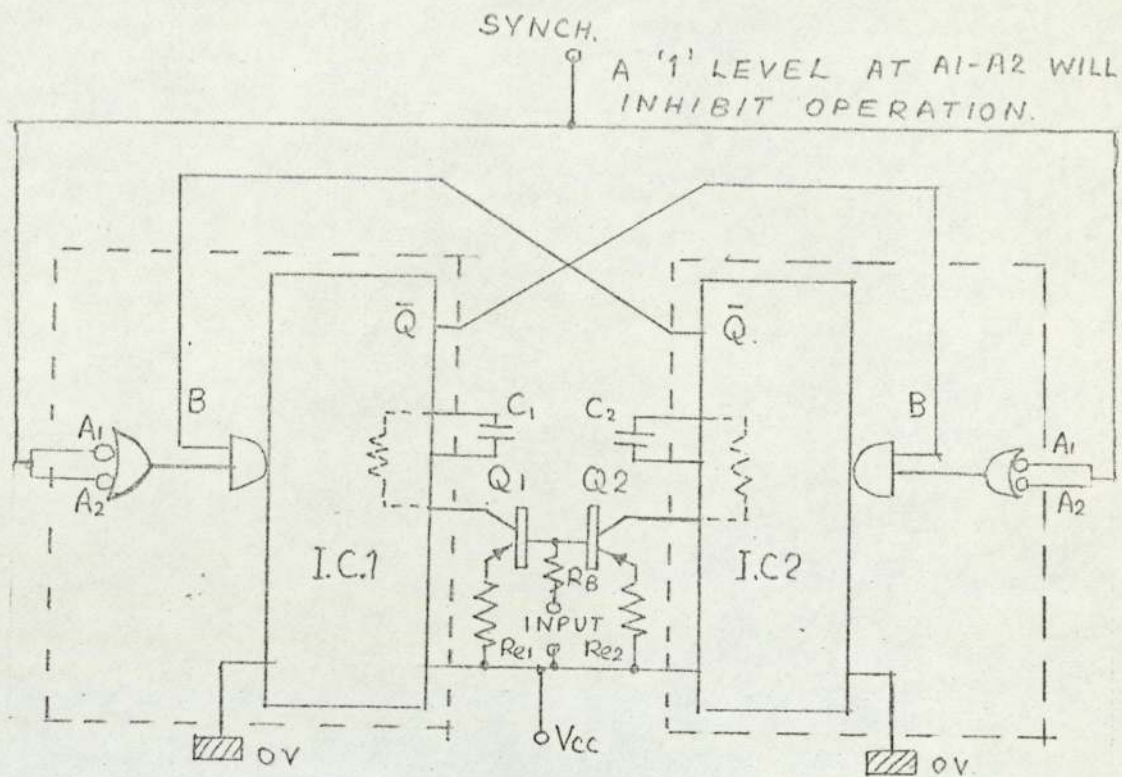 SYNCH.
A '1' LEVEL AT A1-A2 WILL
INHIBIT OPERATION.
Q̄
Q̄.
B
B
C₁
C₂
A₁
A₂
A₁
A₂
Q1
Q2
I.C.1
I.C2
RB
INPUT
Re1
Re2
Vcc
0V
0V